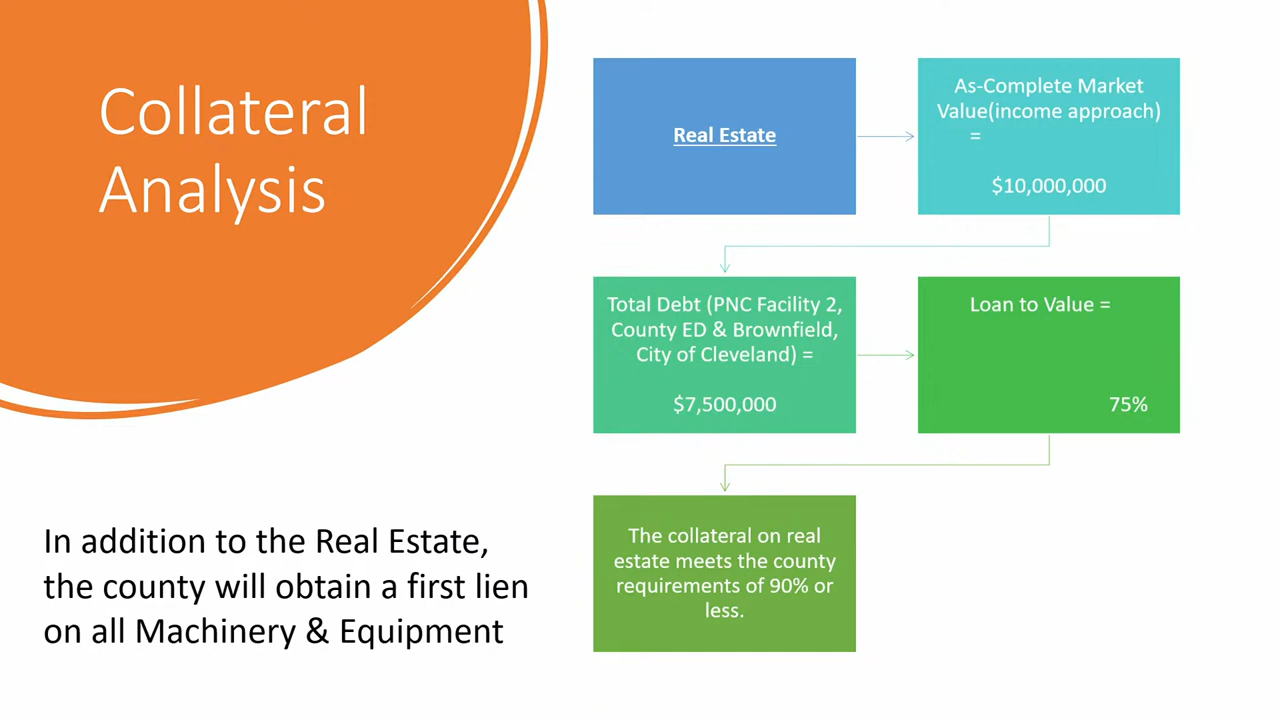 Collateral
Analysis
Real Estate
As-Complete Market
Value(income approach)
=
$10,000,000
Total Debt (PNC Facility 2,
County ED & Brownfield,
City of Cleveland) =
$7,500,000
Loan to Value =
75%
The collateral on real
estate meets the county
requirements of 90% or
less.
In addition to the Real Estate,
the county will obtain a first lien
on all Machinery & Equipment